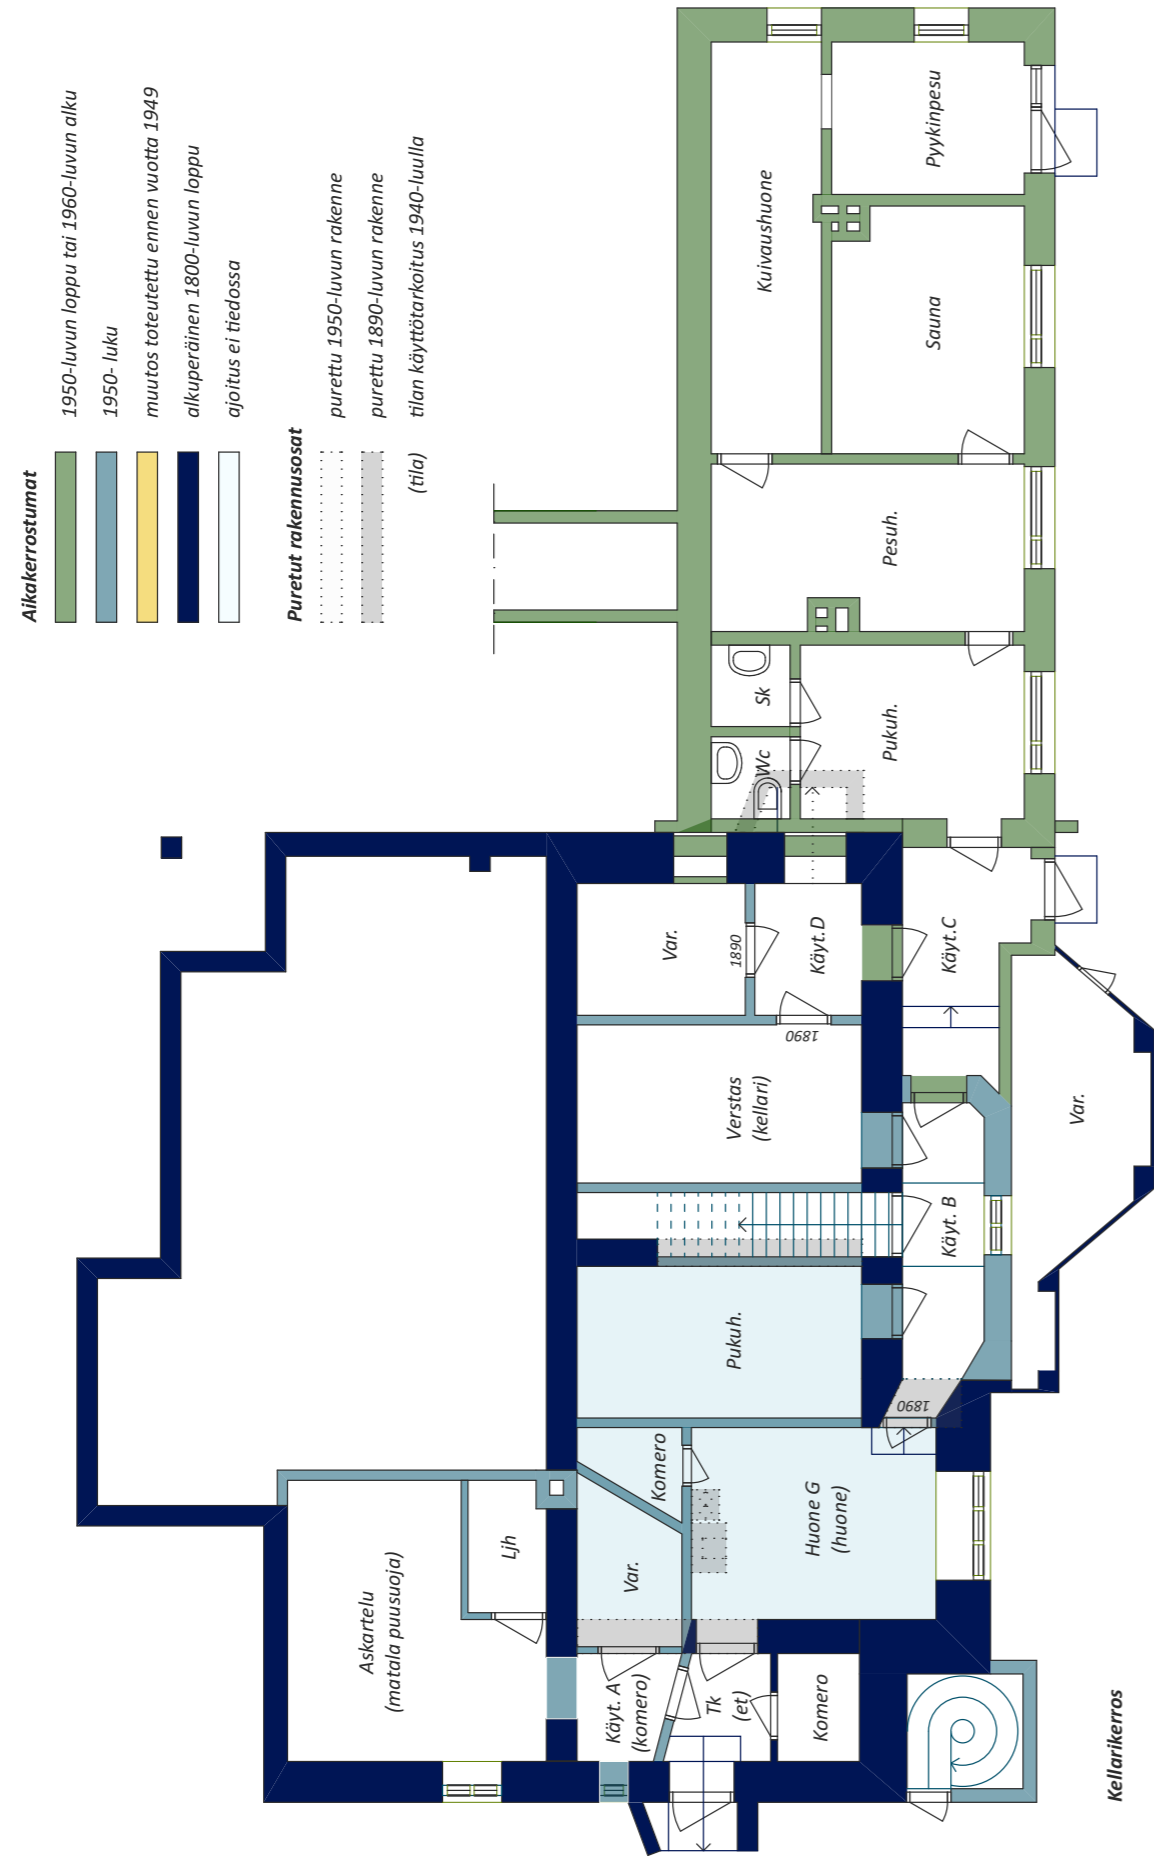 Aikakerrostumat
1950-luvun loppu tai 1960-luvun alku
1950- luku
muutos toteutettu ennen vuotta 1949
alkuperäinen 1800-luvun loppu
ajoitus ei tiedossa
Puretut rakennusosat
purettu 1950-luvun rakenne
purettu 1890-luvun rakenne
(tila) tilan käyttötarkoitus 1940-luulla
Askartelu
(matala puusuoja)
Ljh
Käyt. A
(komero)
Var.
Komero
Tk
(et)
Komero
Huone G
(huone)
Pukuh.
1890
Käyt. B
Verstas
(kellari)
1890
Var.
1890
Käyt.D
Käyt.C
Var.
Wc
Sk
Pukuh.
Pesuh.
Kuivaushuone
Sauna
Pyykinpesu
Kellarikerros